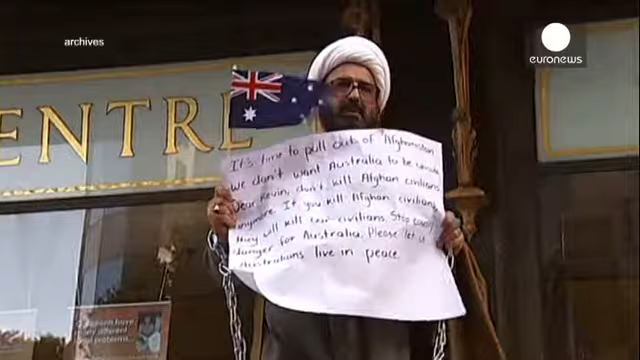 archives
euronews
ENTRE
It's time to pull out of Afghanistan
We don't want Australia to be
Dear Kevin, don't kill Afghan civilians
anymore. If you kill Afghan civilians
they will kill our civilians. Stop
danger for Australia. Please let
Australians live in peace